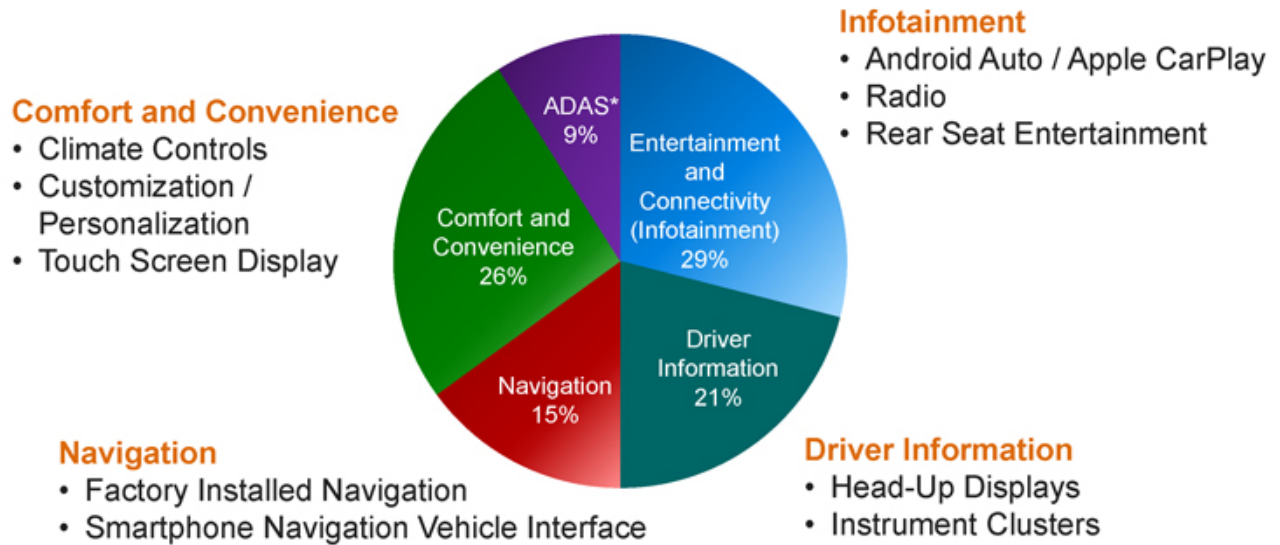 Infotainment
• Android Auto / Apple CarPlay
• Radio
• Rear Seat Entertainment
Comfort and Convenience
• Climate Controls
• Customization /
Personalization
• Touch Screen Display
ADAS*
9%
Entertainment
and
Connectivity
(Infotainment)
29%
Comfort and
Convenience
26%
Driver
Information
21%
Navigation
15%
Navigation
• Factory Installed Navigation
• Smartphone Navigation Vehicle Interface
Driver Information
• Head-Up Displays
• Instrument Clusters